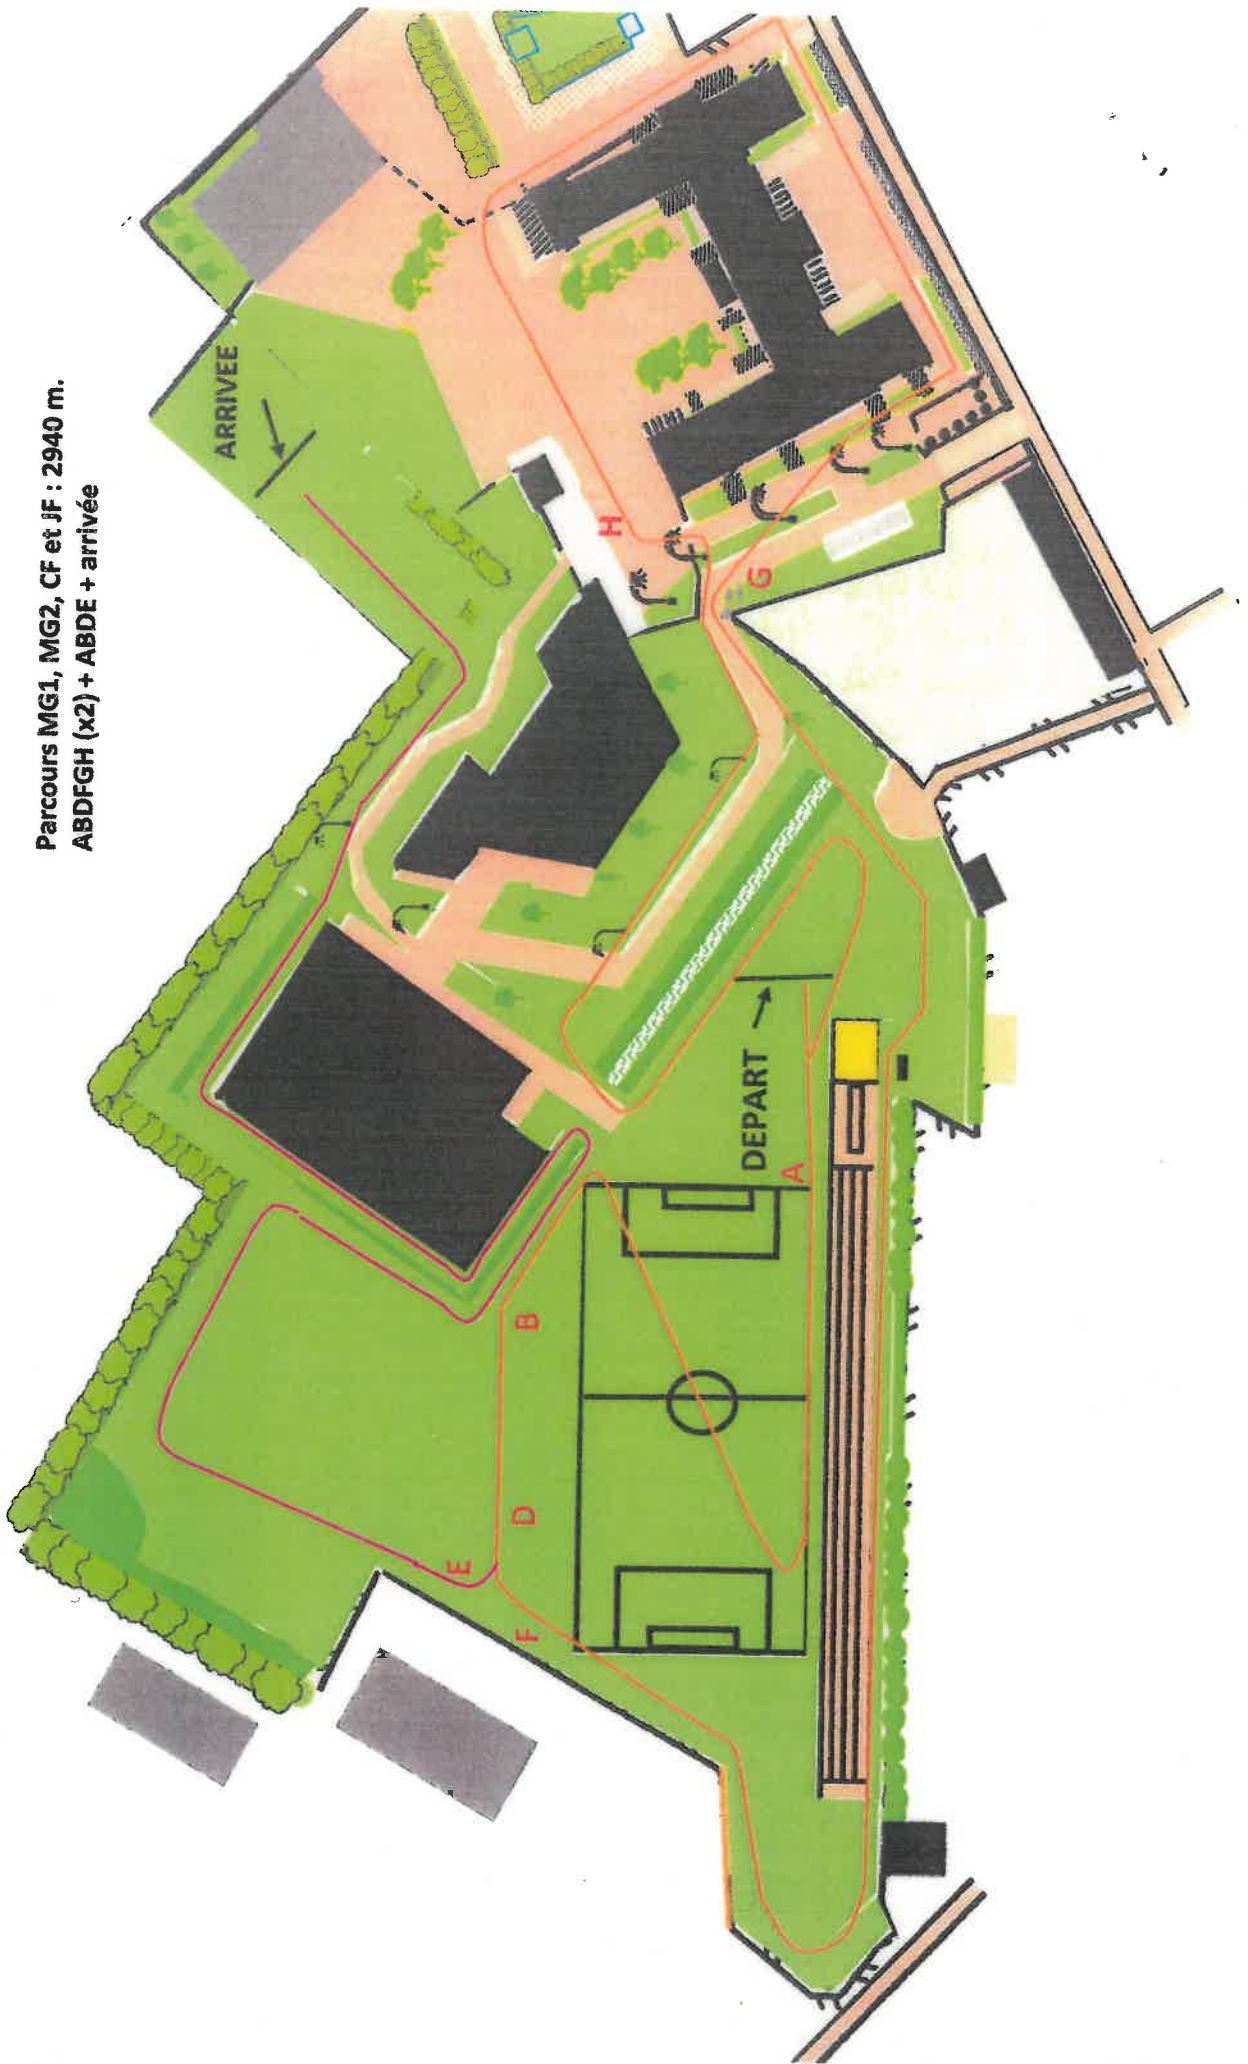 Parcours MG1, MG2, CF et JF : 2940 m.
ABDFGH (x2) + ABDE + arrivée
ARRIVEE
H
G
DEPART
A
B
D
E
F